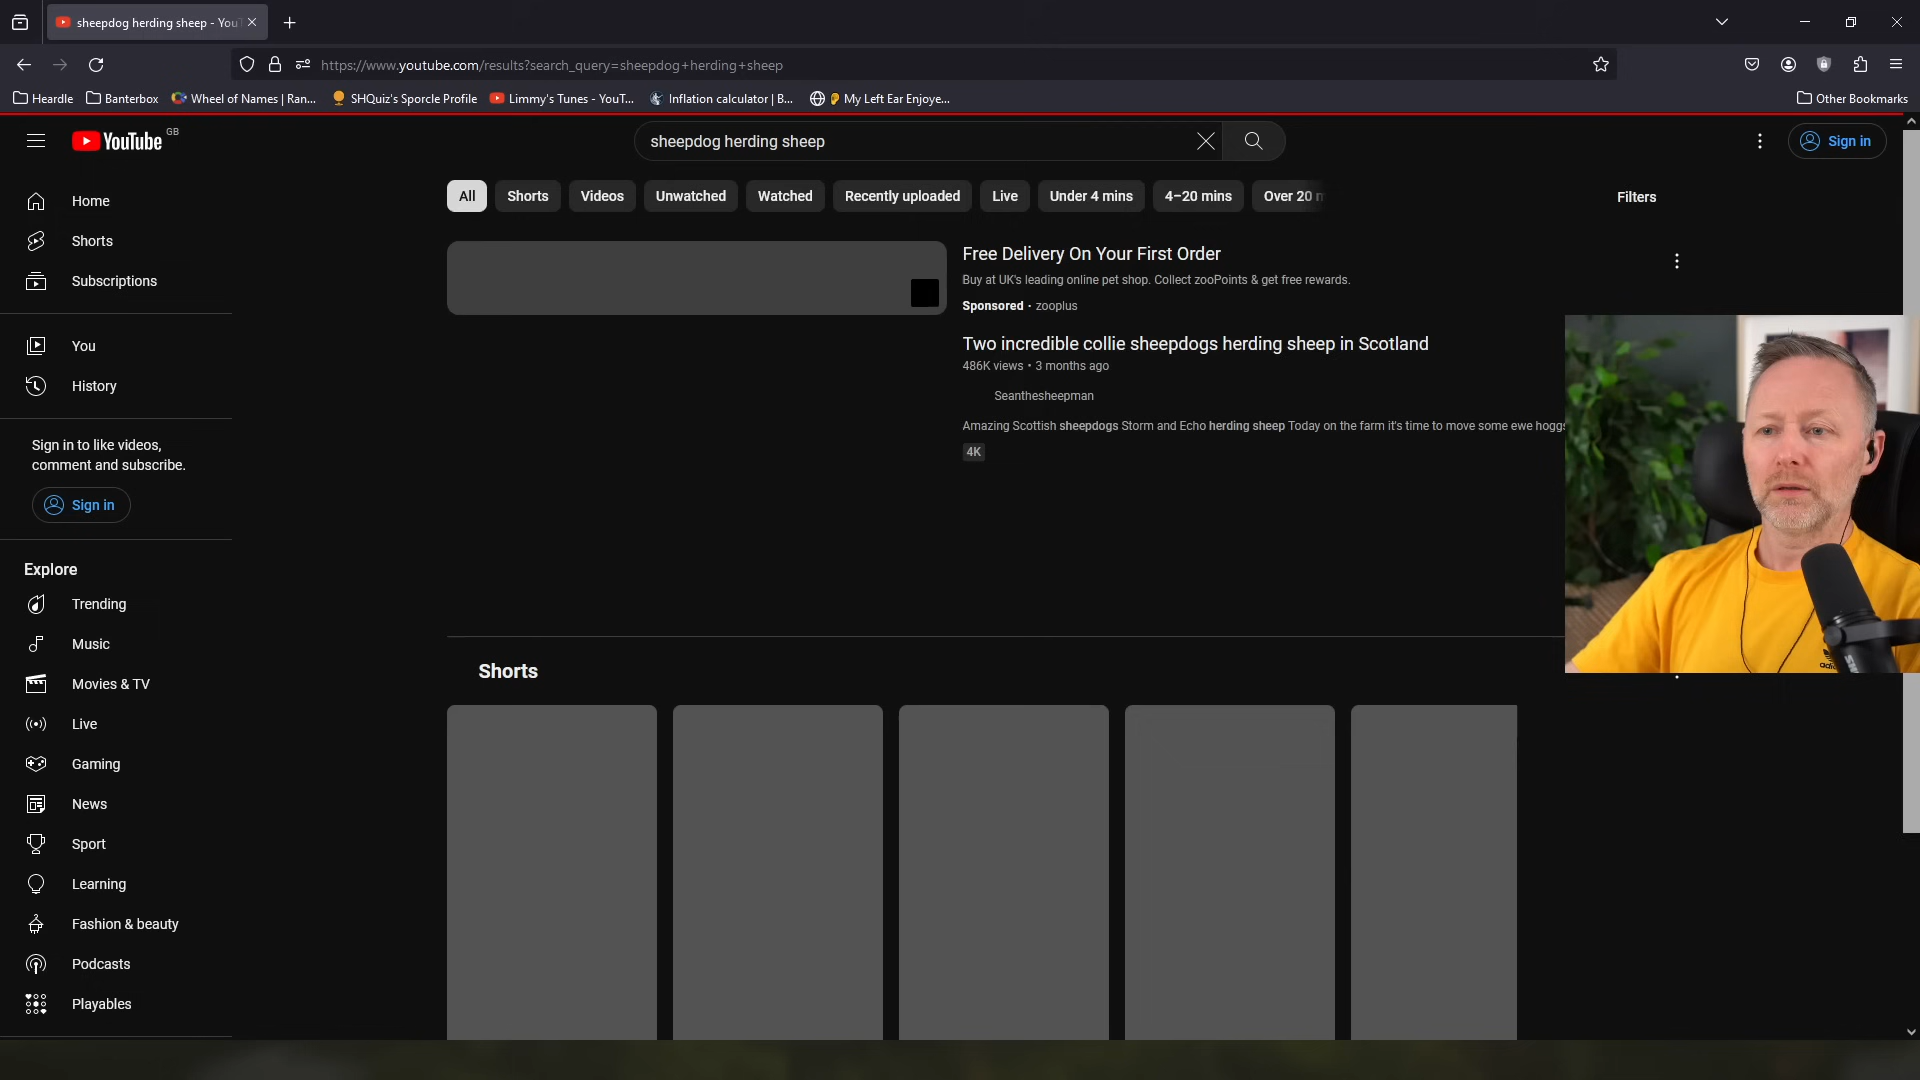 sheepdog herding sheep - YouT
https://www.youtube.com/results?search_query=sheepdog+herding+sheep
Heardle
Banterbox
Wheel of Names | Ran...
SHQuiz's Sporcle Profile
Limmy's Tunes - YouT...
Inflation calculator | B...
My Left Ear Enjoye...
Other Bookmarks
YouTube GB
sheepdog herding sheep
Sign in
Home
Shorts
Subscriptions
You
History
Sign in to like videos,
comment and subscribe.
Sign in
Explore
Trending
Music
Movies & TV
Live
Gaming
News
Sport
Learning
Fashion & beauty
Podcasts
Playables
All
Shorts
Videos
Unwatched
Watched
Recently uploaded
Live
Under 4 mins
4–20 mins
Over 20 m
Filters
Free Delivery On Your First Order
Buy at UK's leading online pet shop. Collect zooPoints & get free rewards.
Sponsored · zooplus
Two incredible collie sheepdogs herding sheep in Scotland
486K views • 3 months ago
Seanthesheepman
Amazing Scottish sheepdogs Storm and Echo herding sheep Today on the farm it's time to move some ewe hoggs
4K
Shorts